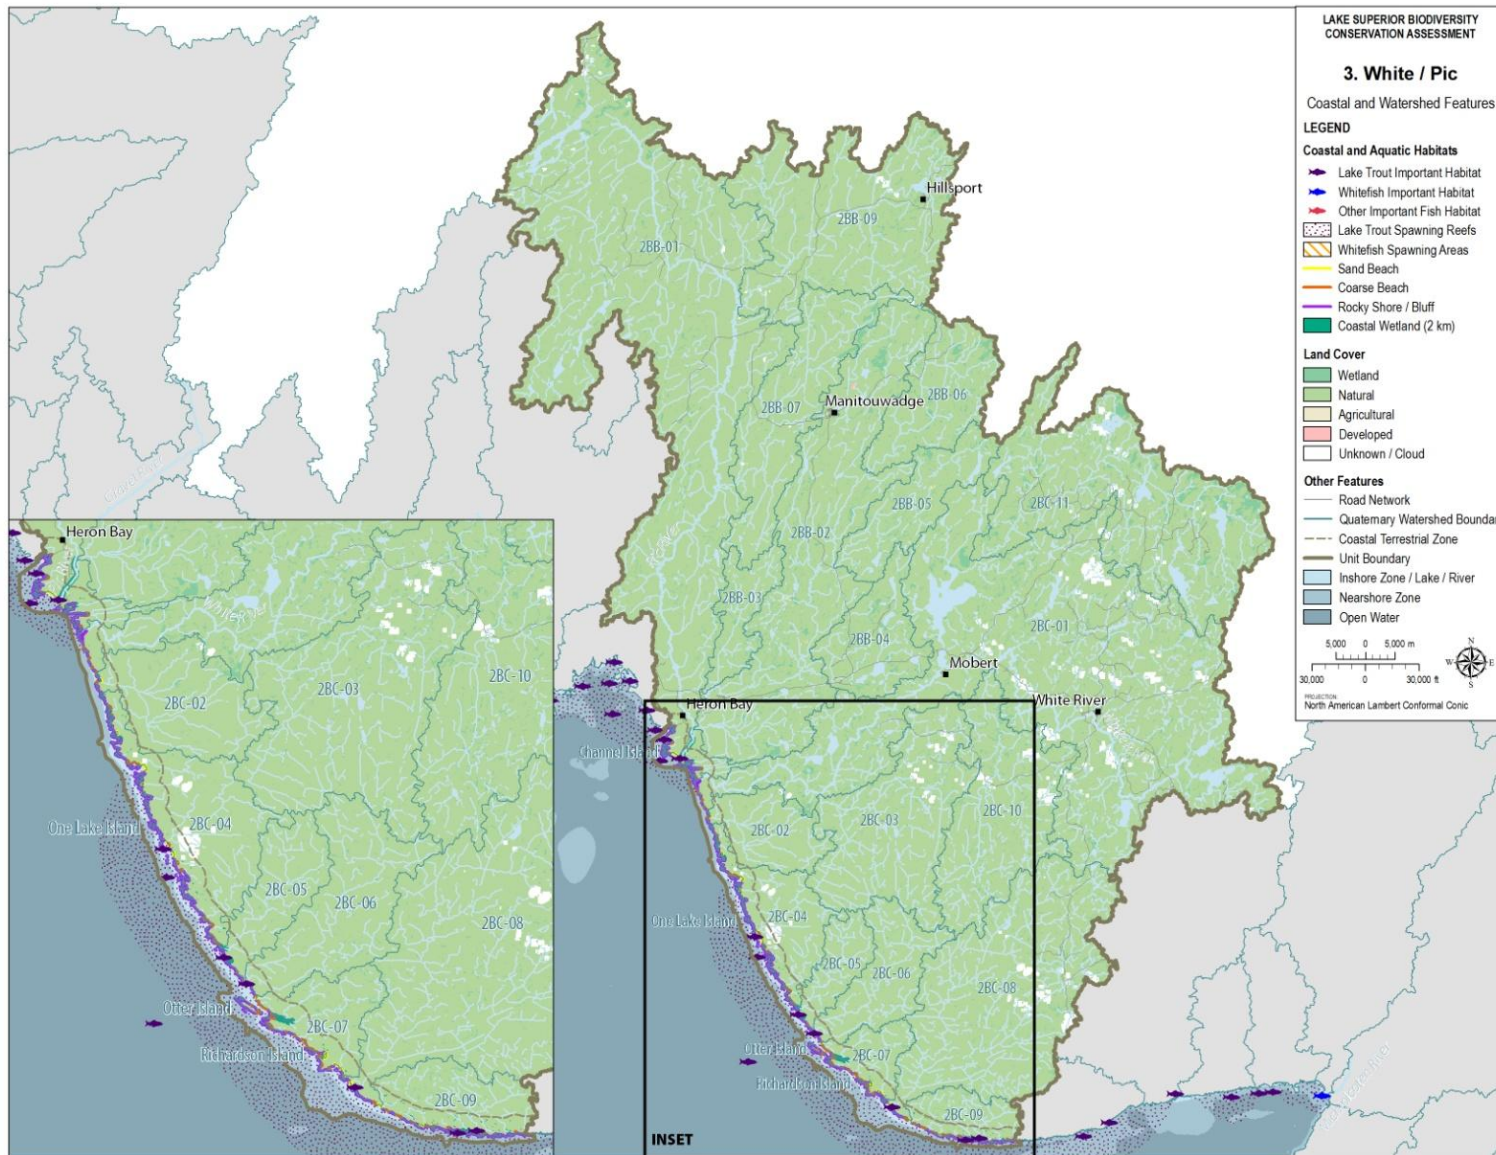 LAKE SUPERIOR BIODIVERSITY
CONSERVATION ASSESSMENT
3. White / Pic
Coastal and Watershed Features
LEGEND
Coastal and Aquatic Habitats
Lake Trout Important Habitat
Whitefish Important Habitat
Other Important Fish Habitat
Lake Trout Spawning Reefs
Whitefish Spawning Areas
Sand Beach
Coarse Beach
Rocky Shore / Bluff
Coastal Wetland (2 km)
Land Cover
Wetland
Natural
Agricultural
Developed
Unknown / Cloud
Other Features
Road Network
Quaternary Watershed Boundar
Coastal Terrestrial Zone
Unit Boundary
Inshore Zone / Lake / River
Nearshore Zone
Open Water
5,000 0 5,000 m
30,000 0 30,000 ft
N
W E
S
PROJECTION:
North American Lambert Conformal Conic
Hillsport
2BB-09
2BB-01
Manitouwadge
2BB-06
2BB-07
2BB-05
2BC-11
2BB-02
2BB-03
2BB-04
2BC-01
Mobert
White River
Heron Bay
Channel Island
2BC-02
2BC-03
2BC-10
One Lake Island
2BC-04
2BC-05
2BC-06
2BC-08
Otter Island
2BC-07
Richardson Island
2BC-09
INSET
Heron Bay
2BC-02
2BC-03
2BC-10
One Lake Island
2BC-04
2BC-05
2BC-06
2BC-08
Otter Island
2BC-07
Richardson Island
2BC-09